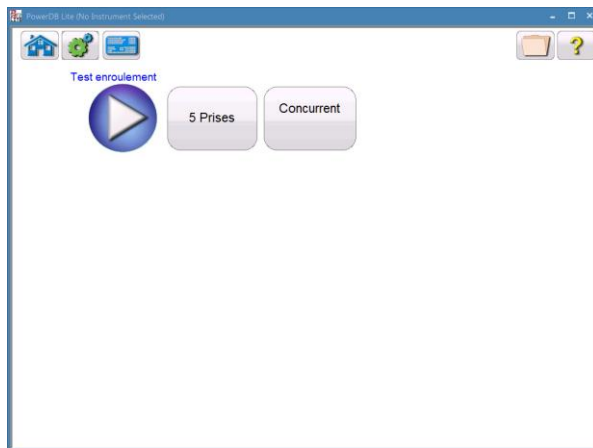 PowerDB Lite (No Instrument Selected)
Test enroulement
5 Prises
Concurrent